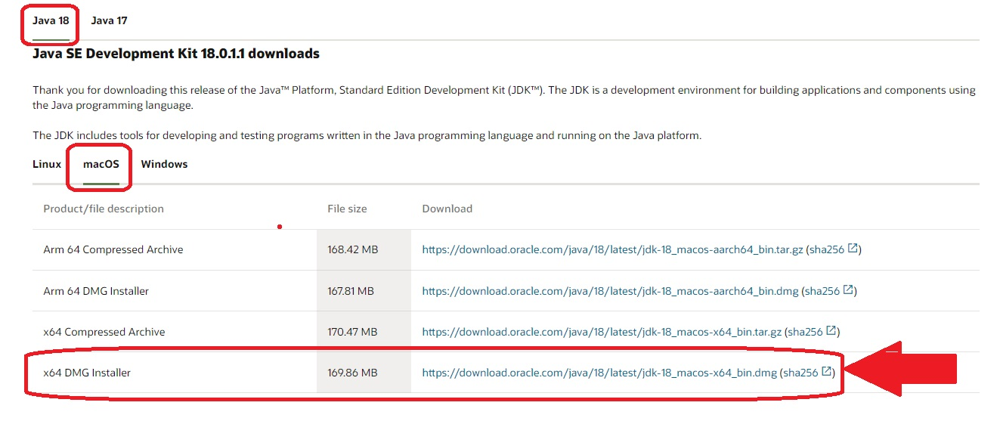 Java 18 Java 17
Java SE Development Kit 18.0.1.1 downloads
Thank you for downloading this release of the Java™ Platform, Standard Edition Development Kit (JDK™). The JDK is a development environment for building applications and components using
the Java programming language.
The JDK includes tools for developing and testing programs written in the Java programming language and running on the Java platform.
Linux macOS Windows
Product/file description File size Download
Arm 64 Compressed Archive 168.42 MB https://download.oracle.com/java/18/latest/jdk-18_macos-aarch64_bin.tar.gz (sha256)
Arm 64 DMG Installer 167.81 MB https://download.oracle.com/java/18/latest/jdk-18_macos-aarch64_bin.dmg (sha256)
x64 Compressed Archive 170.47 MB https://download.oracle.com/java/18/latest/jdk-18_macos-x64_bin.tar.gz (sha256)
x64 DMG Installer 169.86 MB https://download.oracle.com/java/18/latest/jdk-18_macos-x64_bin.dmg (sha256)